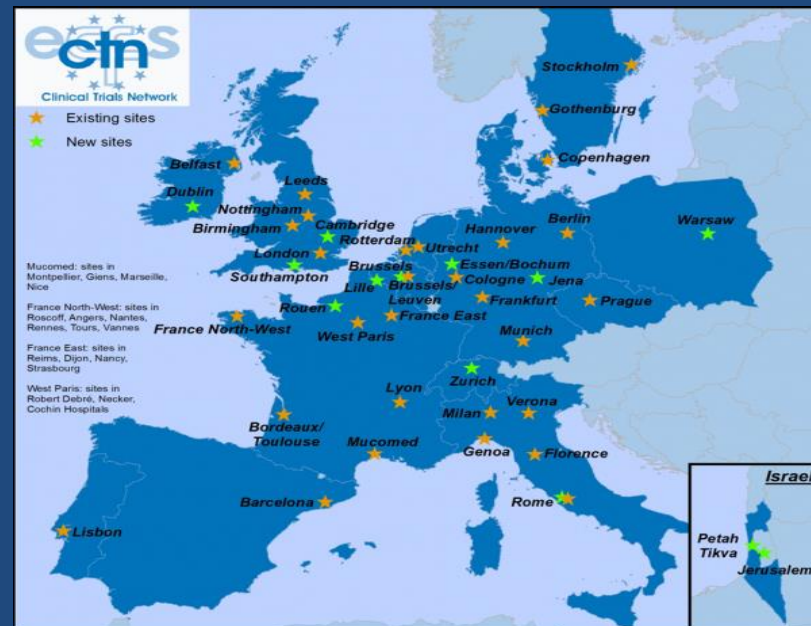 ecfs
ctn
Clinical Trials Network
Existing sites
New sites
Stockholm
Gothenburg
Copenhagen
Belfast
Dublin
Leeds
Nottingham
Birmingham
Cambridge
London
Southampton
Rotterdam
Utrecht
Hannover
Berlin
Warsaw
Brussels
Essen/Bochum
Lille
Brussels/
Leuven
Cologne
Jena
Frankfurt
Prague
Rouen
France East
France North-West
West Paris
Munich
Mucomed: sites in
Montpellier, Giens, Marseille,
Nice
France North-West: sites in
Roscoff, Angers, Nantes,
Rennes, Tours, Vannes
France East: sites in
Reims, Dijon, Nancy,
Strasbourg
West Paris: sites in
Robert Debré, Necker,
Cochin Hospitals
Zurich
Lyon
Milan
Verona
Bordeaux/
Toulouse
Mucomed
Genoa
Florence
Barcelona
Rome
Lisbon
Israel
Petah
Tikva
Jerusalem